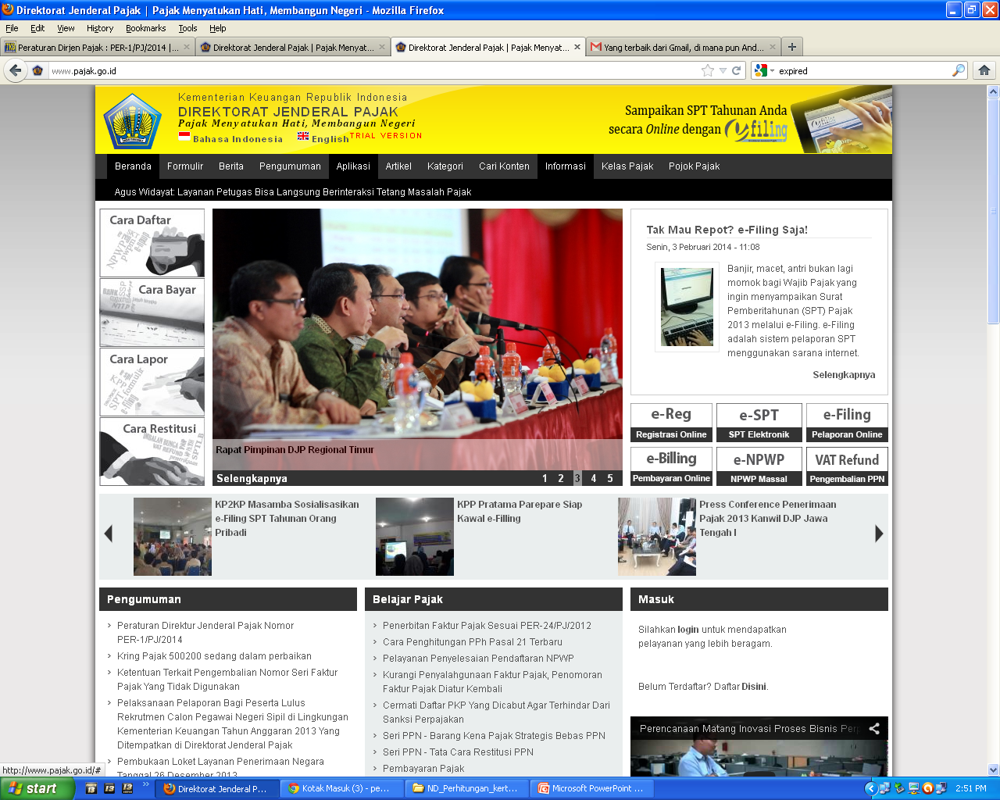 Direktorat Jenderal Pajak | Pajak Menyatukan Hati, Membangun Negeri - Mozilla Firefox
File Edit View History Bookmarks Tools Help
Peraturan Dirjen Pajak : PER-1/PJ/2014 |...
Direktorat Jenderal Pajak | Pajak Menyat...
Direktorat Jenderal Pajak | Pajak Menyat...
Yang terbaik dari Gmail, di mana pun And...
www.pajak.go.id
expired
Kementerian Keuangan Republik Indonesia
DIREKTORAT JENDERAL PAJAK
Pajak Menyatukan Hati, Membangun Negeri
Bahasa Indonesia English TRIAL VERSION
Sampaikan SPT Tahunan Anda
secara Online dengan e filing
Beranda Formulir Berita Pengumuman Aplikasi Artikel Kategori Cari Konten Informasi Kelas Pajak Pojok Pajak
Agus Widayat: Layanan Petugas Bisa Langsung Berinteraksi Tetang Masalah Pajak
Cara Daftar
Cara Bayar
Cara Lapor
Cara Restitusi
Rapat Pimpinan DJP Regional Timur
Selengkapnya 1 2 3 4 5
Tak Mau Repot? e-Filing Saja!
Senin, 3 Pebruari 2014 - 11:08
Banjir, macet, antri bukan lagi
momok bagi Wajib Pajak yang
ingin menyampaikan Surat
Pemberitahunan (SPT) Pajak
2013 melalui e-Filing. e-Filing
adalah sistem pelaporan SPT
menggunakan sarana internet.
Selengkapnya
e-Reg
Registrasi Online
e-SPT
SPT Elektronik
e-Filing
Pelaporan Online
e-Billing
Pembayaran Online
e-NPWP
NPWP Massal
VAT Refund
Pengembalian PPN
KP2KP Masamba Sosialisasikan
e-Filing SPT Tahunan Orang
Pribadi
KPP Pratama Parepare Siap
Kawal e-Filling
Press Conference Penerimaan
Pajak 2013 Kanwil DJP Jawa
Tengah I
Pengumuman
Peraturan Direktur Jenderal Pajak Nomor
PER-1/PJ/2014
Kring Pajak 500200 sedang dalam perbaikan
Ketentuan Terkait Pengembalian Nomor Seri Faktur
Pajak Yang Tidak Digunakan
Pelaksanaan Pelaporan Bagi Peserta Lulus
Rekrutmen Calon Pegawai Negeri Sipil di Lingkungan
Kementerian Keuangan Tahun Anggaran 2013 Yang
Ditempatkan di Direktorat Jenderal Pajak
Pembukaan Loket Layanan Penerimaan Negara
Tanggal 26 Desember 2013
Belajar Pajak
Penerbitan Faktur Pajak Sesuai PER-24/PJ/2012
Cara Penghitungan PPh Pasal 21 Terbaru
Pelayanan Penyelesaian Pendaftaran NPWP
Kurangi Penyalahgunaan Faktur Pajak, Penomoran
Faktur Pajak Diatur Kembali
Cermati Daftar PKP Yang Dicabut Agar Terhindar Dari
Sanksi Perpajakan
Seri PPN - Barang Kena Pajak Strategis Bebas PPN
Seri PPN - Tata Cara Restitusi PPN
Pembayaran Pajak
Masuk
Silahkan login untuk mendapatkan
pelayanan yang lebih beragam.
Belum Terdaftar? Daftar Disini.
Perencanaan Matang Inovasi Proses Bisnis Perp
http://www.pajak.go.id/#
start
Direktorat Jenderal P...
Kotak Masuk (3) - pe...
ND_Perhitungan_kert...
Microsoft PowerPoint ...
2:51 PM